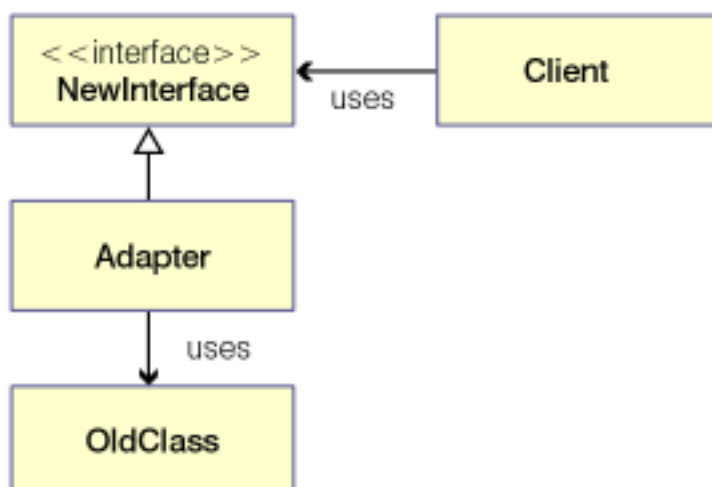 <<interface>>
NewInterface
Client
uses
Adapter
uses
OldClass